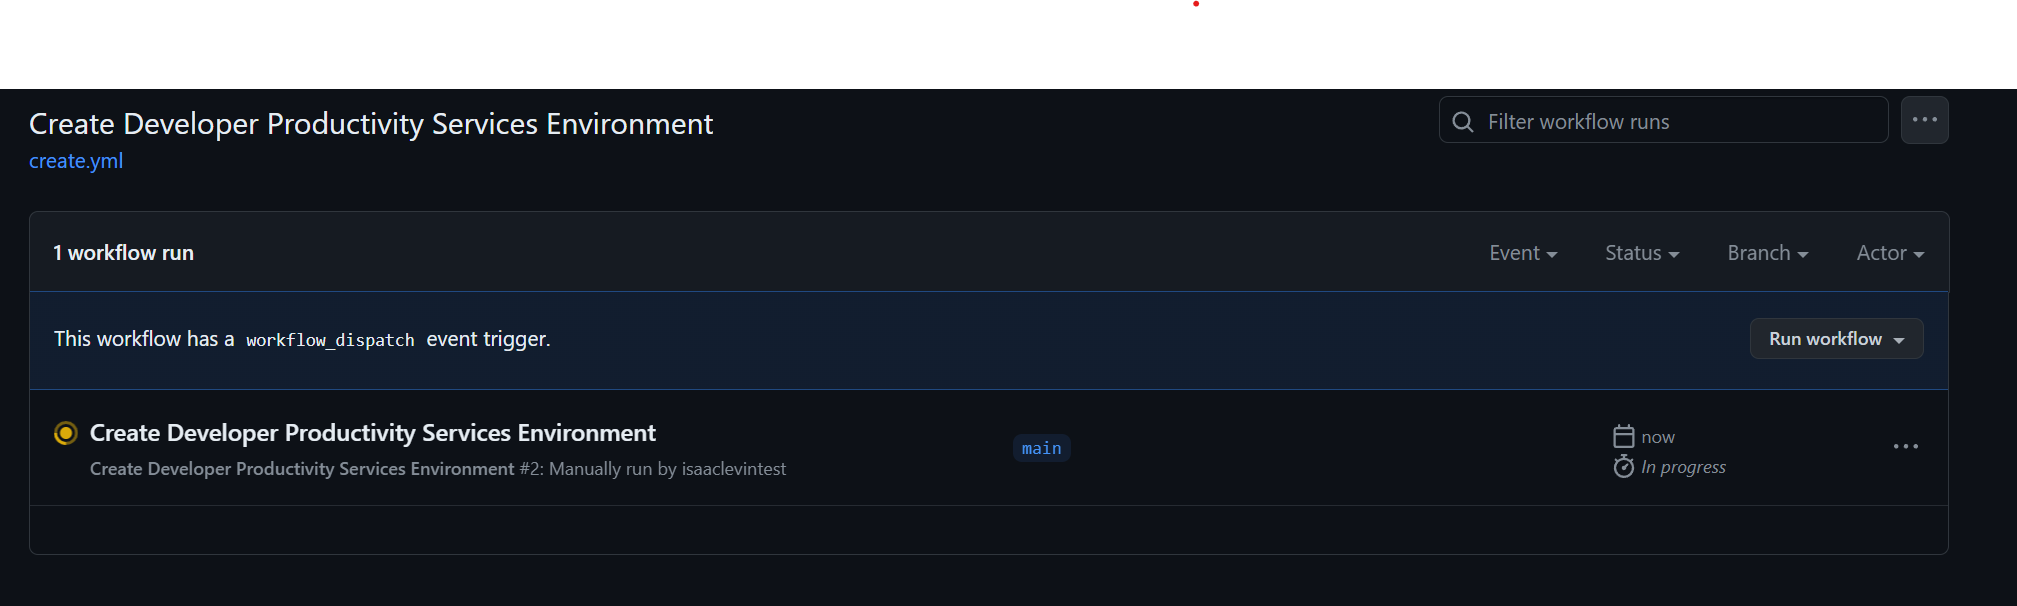 Create Developer Productivity Services Environment
Filter workflow runs
create.yml
1 workflow run
Event
Status
Branch
Actor
This workflow has a workflow_dispatch event trigger.
Run workflow
Create Developer Productivity Services Environment
Create Developer Productivity Services Environment #2: Manually run by isaaclevintest
main
now
In progress